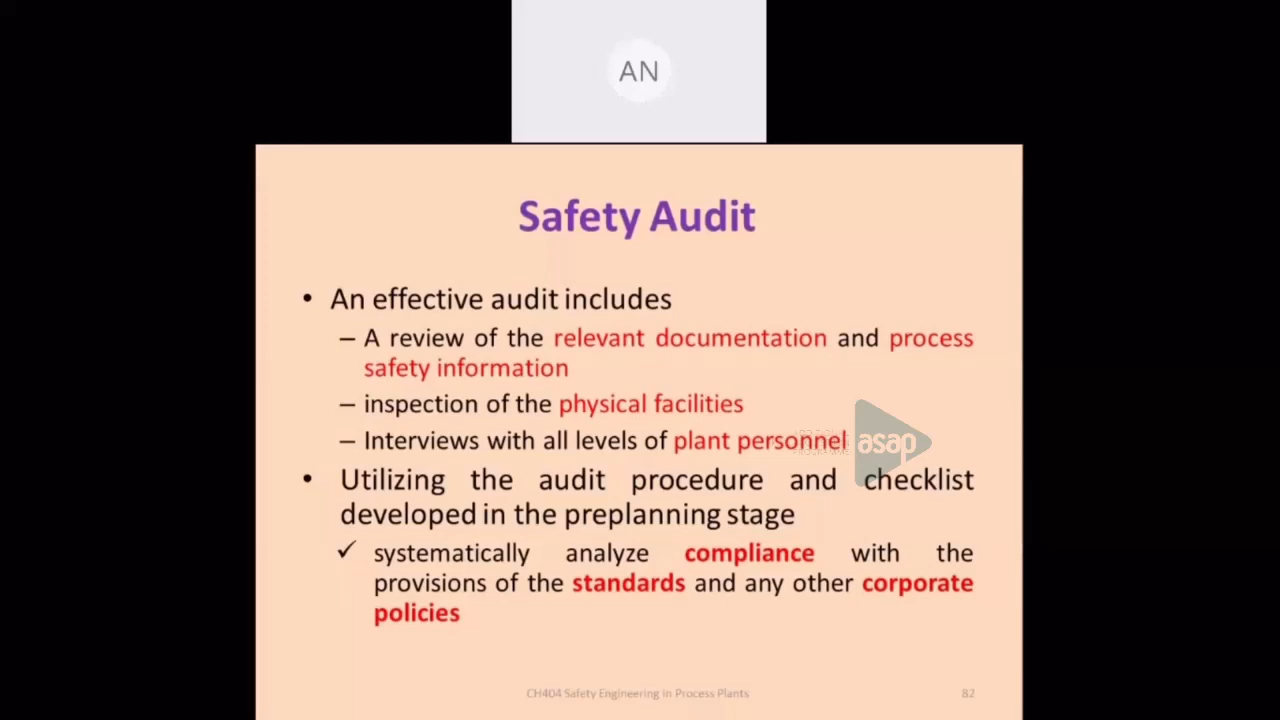 AN
Safety Audit
• An effective audit includes
– A review of the relevant documentation and process
safety information
– inspection of the physical facilities
– Interviews with all levels of plant personnel
asap
• Utilizing the audit procedure and checklist
developed in the preplanning stage
✓ systematically analyze compliance with the
provisions of the standards and any other corporate
policies
CH404 Safety Engineering in Process Plants
82